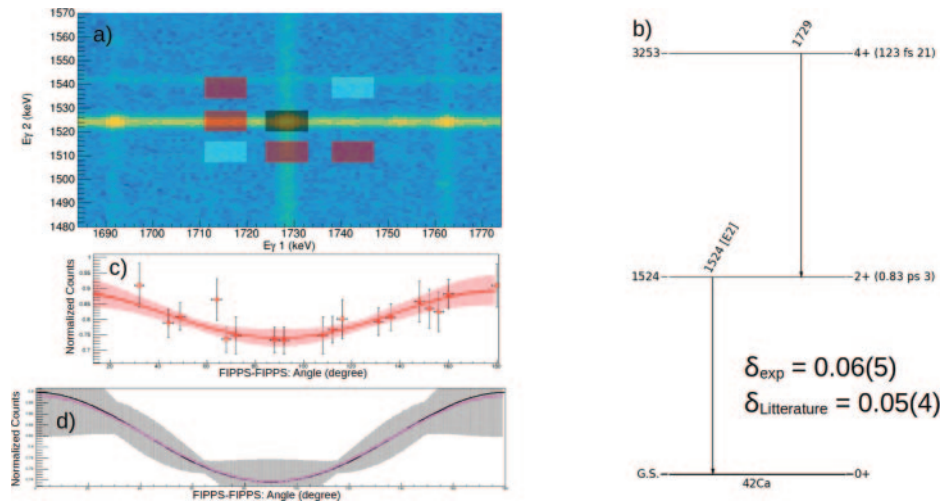 a)
1570
1560
1550
1540
1530
1520
1510
1500
1490
1480
Eγ 2 (keV)
1690 1700 1710 1720 1730 1740 1750 1760 1770
Eγ 1 (keV)
c)
Normalized Counts
FIPPS-FIPPS: Angle (degree)
d)
Normalized Counts
FIPPS-FIPPS: Angle (degree)
b)
1729
3253 4+ (123 fs 21)
1524 [E2]
1524 2+ (0.83 ps 3)
δexp = 0.06(5)
δLitterature = 0.05(4)
G.S. 0+
42Ca